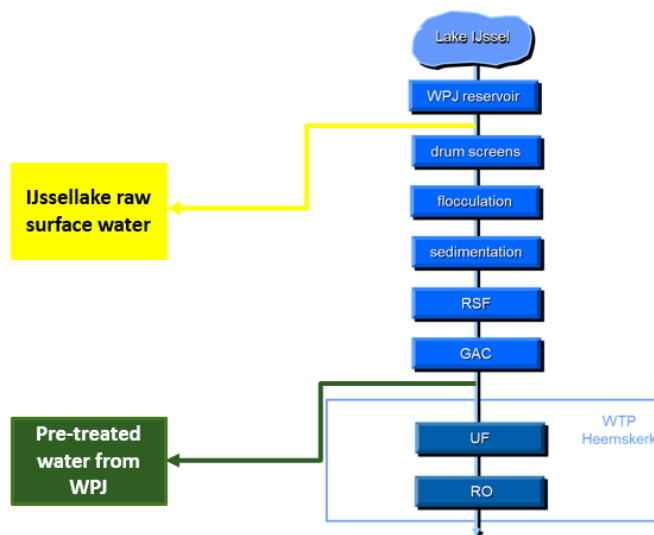 Lake IJssel
WPJ reservoir
drum screens
IJssellake raw
surface water
flocculation
sedimentation
RSF
GAC
Pre-treated
water from
WPJ
WTP
Heemskerk
UF
RO